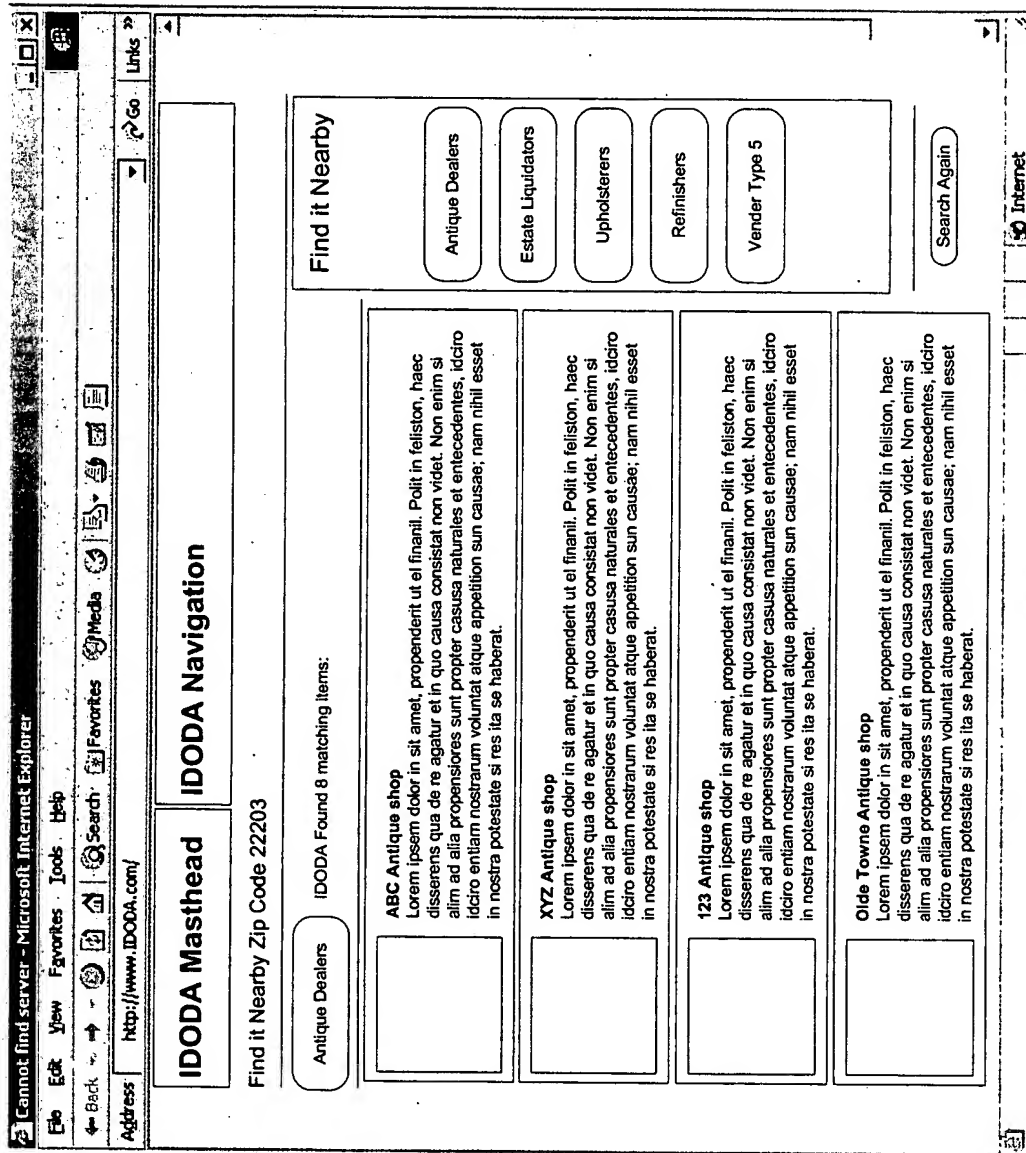 Cannot find server - Microsoft Internet Explorer
File Edit View Favorites Tools Help
Back Search Favorites Media
Address http://www.IDODA.com/ Go Links »
IDODA Masthead
IDODA Navigation
Find it Nearby Zip Code 22203
Antique Dealers
IDODA Found 8 matching items:
ABC Antique shop
Lorem ipsem dolor in sit amet, propenderit ut el finanil. Polit in feliston, haec
disserens qua de re agatur et in quo causa consistat non videt. Non enim si
alim ad alia propensiores sunt propter casusa naturales et entecedentes, idciro
idciro entiam nostrarum voluntat atque appetition sun causae; nam nihil esset
in nostra potestate si res ita se haberat.
XYZ Antique shop
Lorem ipsem dolor in sit amet, propenderit ut el finanil. Polit in feliston, haec
disserens qua de re agatur et in quo causa consistat non videt. Non enim si
alim ad alia propensiores sunt propter casusa naturales et entecedentes, idciro
idciro entiam nostrarum voluntat atque appetition sun causae; nam nihil esset
in nostra potestate si res ita se haberat.
123 Antique shop
Lorem ipsem dolor in sit amet, propenderit ut el finanil. Polit in feliston, haec
disserens qua de re agatur et in quo causa consistat non videt. Non enim si
alim ad alia propensiores sunt propter casusa naturales et entecedentes, idciro
idciro entiam nostrarum voluntat atque appetition sun causae; nam nihil esset
in nostra potestate si res ita se haberat.
Olde Towne Antique shop
Lorem ipsem dolor in sit amet, propenderit ut el finanil. Polit in feliston, haec
disserens qua de re agatur et in quo causa consistat non videt. Non enim si
alim ad alia propensiores sunt propter casusa naturales et entecedentes, idciro
idciro entiam nostrarum voluntat atque appetition sun causae; nam nihil esset
in nostra potestate si res ita se haberat.
Find it Nearby
Antique Dealers
Estate Liquidators
Upholsterers
Refinishers
Vender Type 5
Search Again
Internet